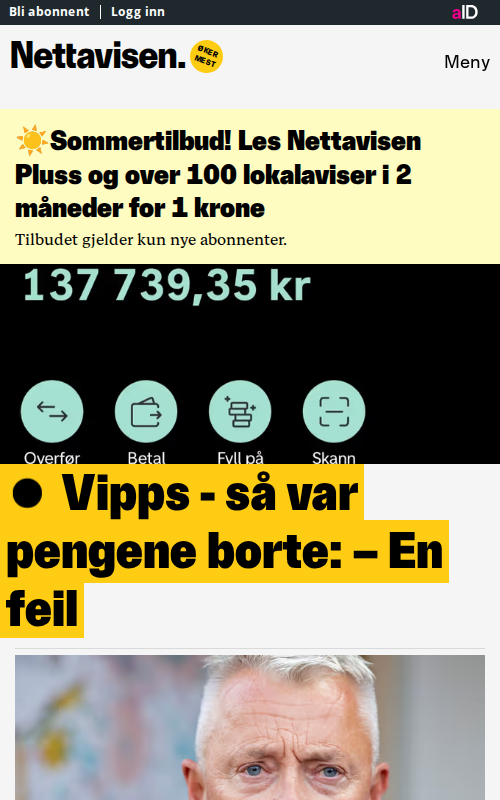 Bli abonnent | Logg inn
aID
Nettavisen.
ØKER
MEST
Meny
☀️Sommertilbud! Les Nettavisen
Pluss og over 100 lokalaviser i 2
måneder for 1 krone
Tilbudet gjelder kun nye abonnenter.
137 739,35 kr
Overfør Betal Fyll på Skann
● Vipps - så var
pengene borte: – En
feil